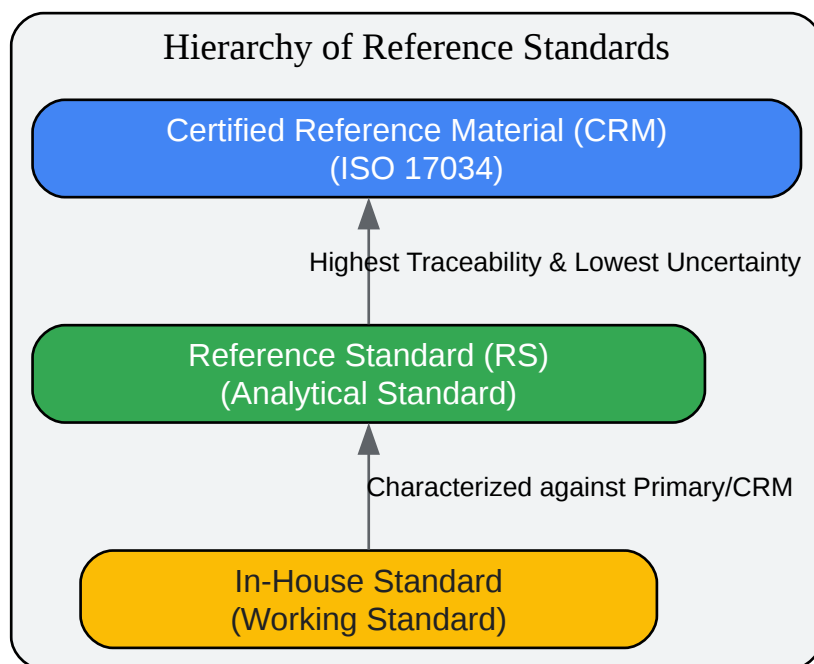 Hierarchy of Reference Standards
Certified Reference Material (CRM)
(ISO 17034)
Highest Traceability & Lowest Uncertainty
Reference Standard (RS)
(Analytical Standard)
Characterized against Primary/CRM
In-House Standard
(Working Standard)